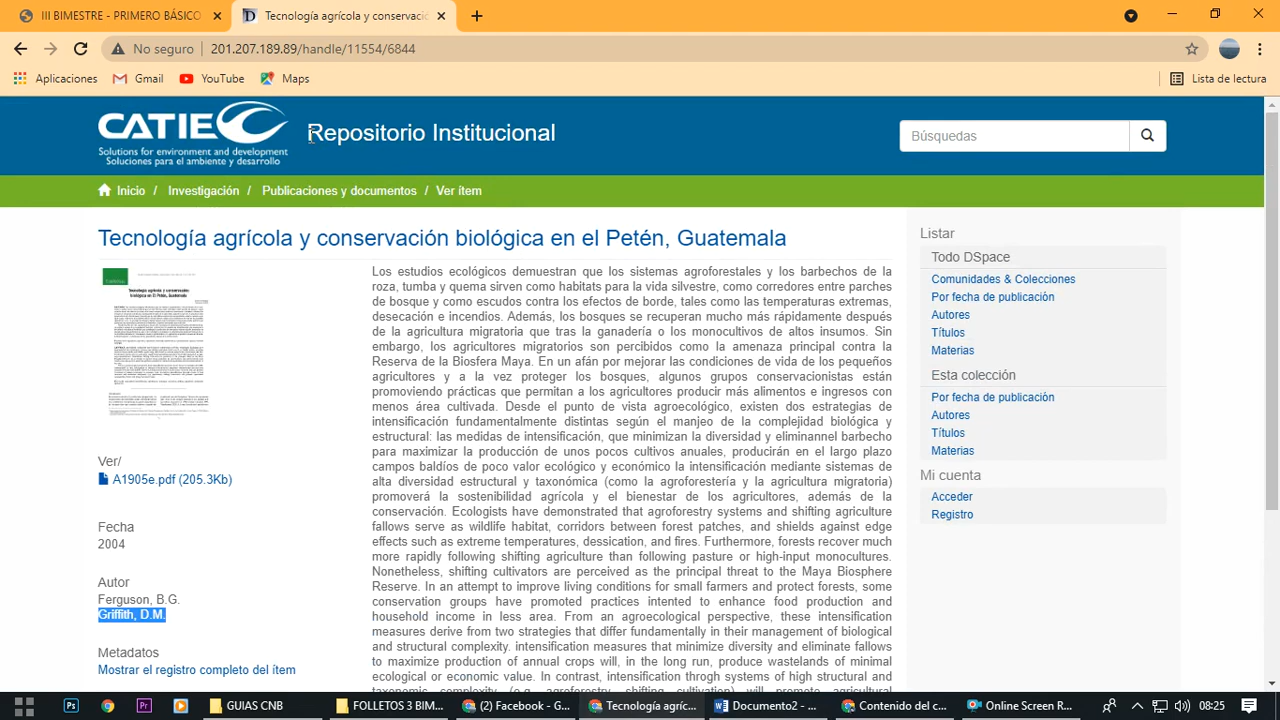 III BIMESTRE - PRIMERO BÁSICO
Tecnología agrícola y conservació
No seguro
201.207.189.89/handle/11554/6844
Aplicaciones
Gmail
YouTube
Maps
Lista de lectura
CATIE
Solutions for environment and development
Soluciones para el ambiente y desarrollo
Repositorio Institucional
Búsquedas
Inicio / Investigación / Publicaciones y documentos / Ver ítem
Tecnología agrícola y conservación biológica en el Petén, Guatemala
Ver/
A1905e.pdf (205.3Kb)
Fecha
2004
Autor
Ferguson, B.G.
Griffith, D.M.
Metadatos
Mostrar el registro completo del ítem
Los estudios ecológicos demuestran que los sistemas agroforestales y los barbechos de la
roza, tumba y quema sirven como habitats para la vida silvestre, como corredores entre parches
de bosque y como escudos contra los efectos de borde, tales como las temperaturas extremas,
desecación e incendios. Además, los bosques se recuperan mucho más rápidamente después
de la agricultura migratoria que tras la ganadería o los monocultivos de altos insumos. Sin
embargo, los agricultores migratorios son percibidos como la amenaza principal contra la
reserva de la Biosfera Maya. En un afán por mejorar las condiciones de vida de los pequeños
agricultores y a la vez proteger los bosques, algunos grupos conservacionistas están
promoviendo prácticas que permitan a los agricultores producir más alimentos e ingresos con
menos área cultivada. Desde el punto de vista agroecológico, existen dos estrategias de
intensificación fundamentalmente distintas según el manjeo de la complejidad biológica y
estructural: las medidas de intensificación, que minimizan la diversidad y eliminannel barbecho
para maximizar la producción de unos pocos cultivos anuales, producirán en el largo plazo
campos baldíos de poco valor ecológico y económico la intensificación mediante sistemas de
alta diversidad estructural y taxonómica (como la agroforestería y la agricultura migratoria)
promoverá la sostenibilidad agrícola y el bienestar de los agricultores, además de la
conservación. Ecologists have demonstrated that agroforestry systems and shifting agriculture
fallows serve as wildlife habitat, corridors between forest patches, and shields against edge
effects such as extreme temperatures, dessication, and fires. Furthermore, forests recover much
more rapidly following shifting agriculture than following pasture or high-input monocultures.
Nonetheless, shifting cultivators are perceived as the principal threat to the Maya Biosphere
Reserve. In an attempt to improve living conditions for small farmers and protect forests, some
conservation groups have promoted practices intented to enhance food production and
household income in less area. From an agroecological perspective, these intensification
measures derive from two strategies that differ fundamentally in their management of biological
and structural complexity. intensification measures that minimize diversity and eliminate fallows
to maximize production of annual crops will, in the long run, produce wastelands of minimal
ecological or economic value. In contrast, intensification throgh systems of high structural and
taxonomic complexity (e.g. agroforestry, shifting cultivation) will promote agricultural
Listar
Todo DSpace
Comunidades & Colecciones
Por fecha de publicación
Autores
Títulos
Materias
Esta colección
Por fecha de publicación
Autores
Títulos
Materias
Mi cuenta
Acceder
Registro
GUIAS CNB
FOLLETOS 3 BIM...
(2) Facebook - G...
Tecnología agríc...
Documento2 - ...
Contenido del c...
Online Screen R...
08:25